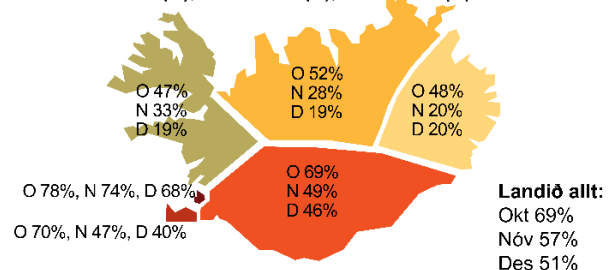 O 52%
N 28%
D 19%
O 47%
N 33%
D 19%
O 48%
N 20%
D 20%
O 69%
N 49%
D 46%
O 78%, N 74%, D 68%
O 70%, N 47%, D 40%
Landið allt:
Okt 69%
Nóv 57%
Des 51%